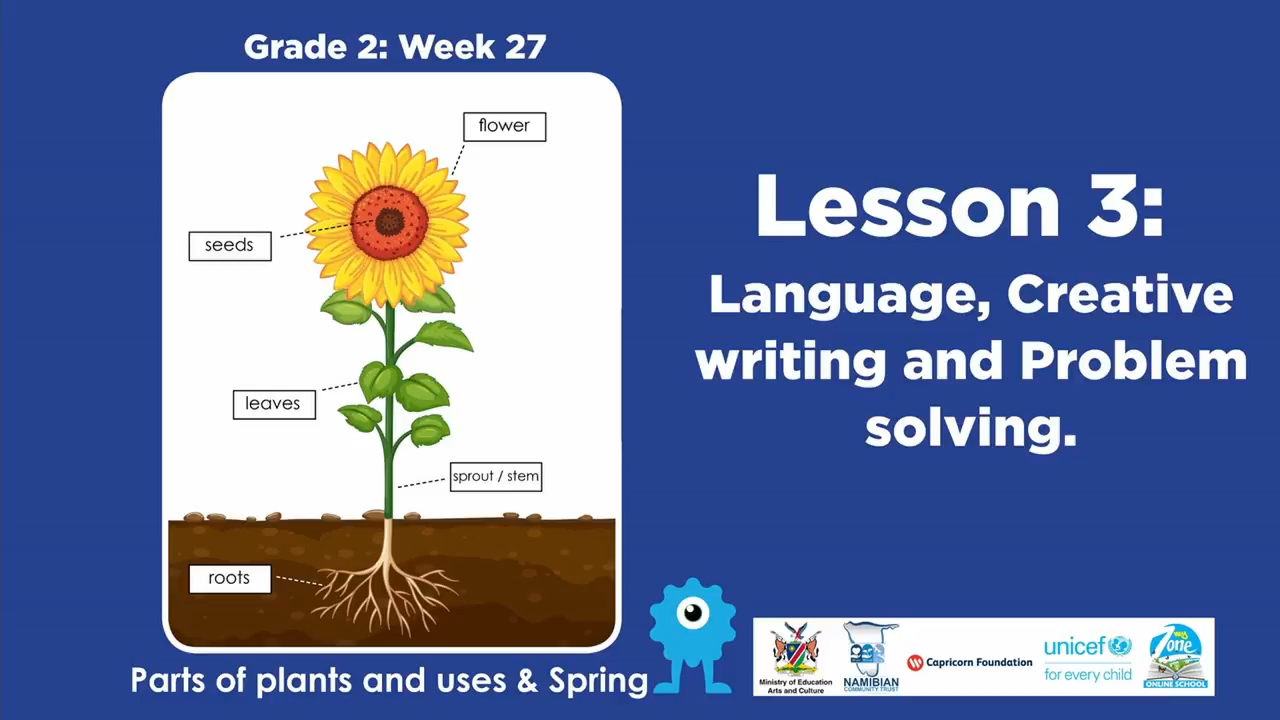 Grade 2: Week 27
flower
seeds
leaves
sprout / stem
roots
Parts of plants and uses & Spring
Lesson 3:
Language, Creative
writing and Problem
solving.
Ministry of Education
Arts and Culture
NAMIBIAN
COMMUNITY TRUST
Capricorn Foundation
unicef
for every child
my
Zone
ONLINE SCHOOL